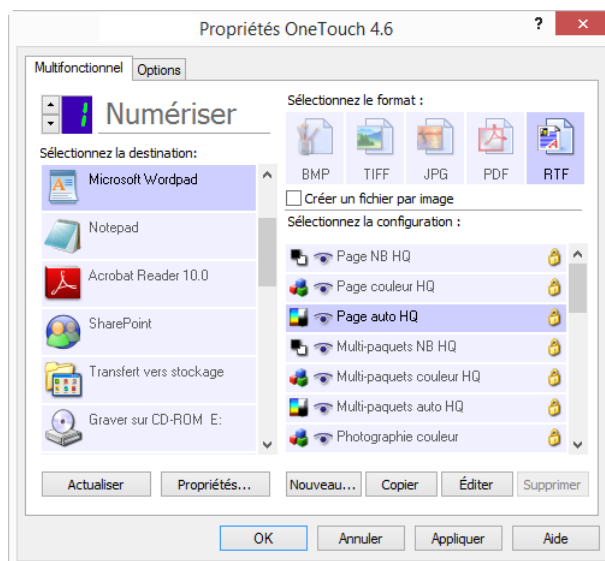 Propriétés OneTouch 4.6
?
Multifonctionnel
Options
1
Numériser
Sélectionnez la destination:
Microsoft Wordpad
Notepad
Acrobat Reader 10.0
SharePoint
Transfert vers stockage
Graver sur CD-ROM E:
Actualiser
Propriétés...
Sélectionnez le format :
BMP
TIFF
JPG
PDF
RTF
Créer un fichier par image
Sélectionnez la configuration :
Page NB HQ
Page couleur HQ
Page auto HQ
Multi-paquets NB HQ
Multi-paquets couleur HQ
Multi-paquets auto HQ
Photographie couleur
Nouveau...
Copier
Éditer
Supprimer
OK
Annuler
Appliquer
Aide